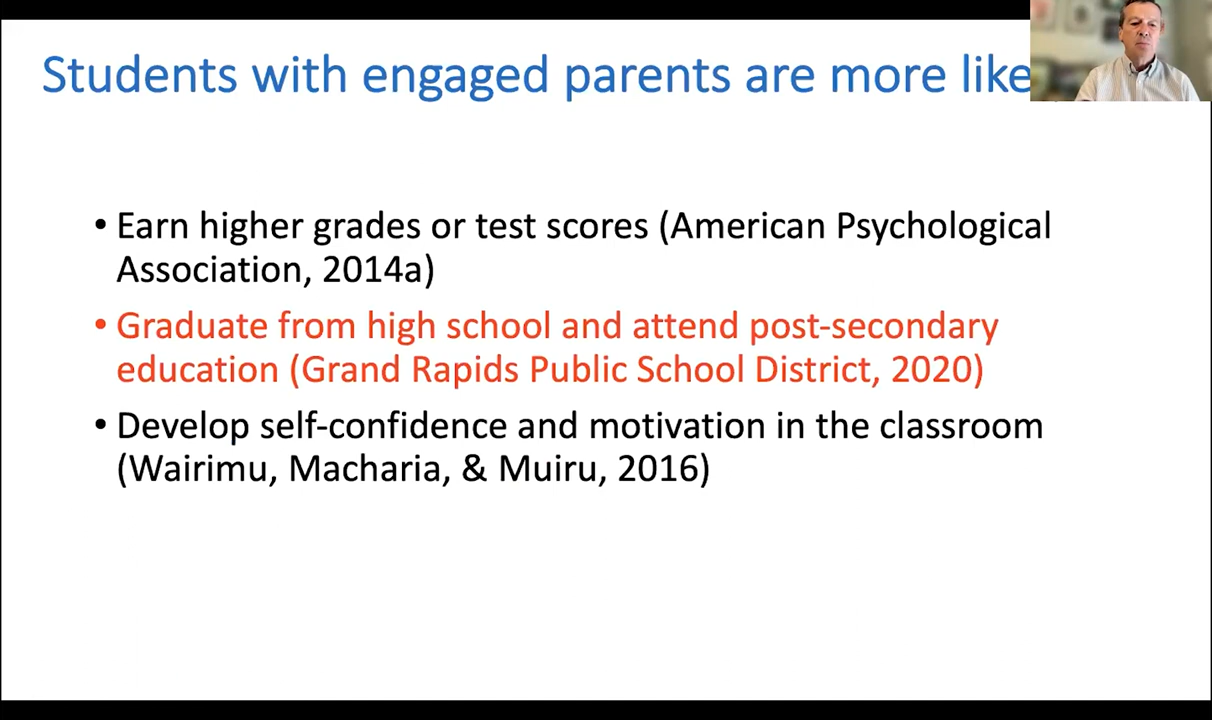 Students with engaged parents are more like
• Earn higher grades or test scores (American Psychological
Association, 2014a)
• Graduate from high school and attend post-secondary
education (Grand Rapids Public School District, 2020)
• Develop self-confidence and motivation in the classroom
(Wairimu, Macharia, & Muiru, 2016)